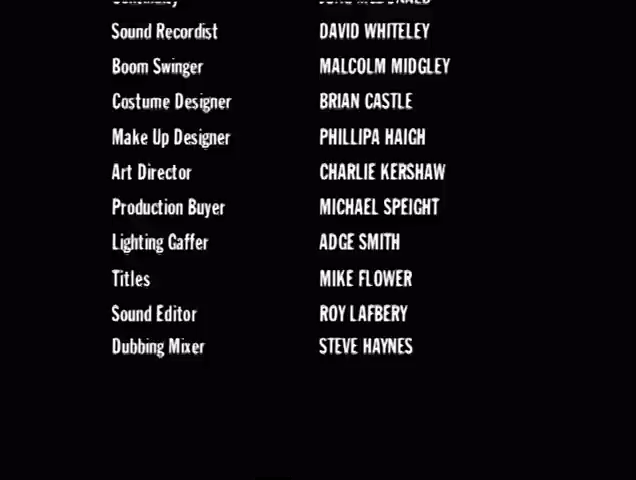 Sound Recordist DAVID WHITELEY
Boom Swinger MALCOLM MIDGLEY
Costume Designer BRIAN CASTLE
Make Up Designer PHILLIPA HAIGH
Art Director CHARLIE KERSHAW
Production Buyer MICHAEL SPEIGHT
Lighting Gaffer ADGE SMITH
Titles MIKE FLOWER
Sound Editor ROY LAFBERY
Dubbing Mixer STEVE HAYNES